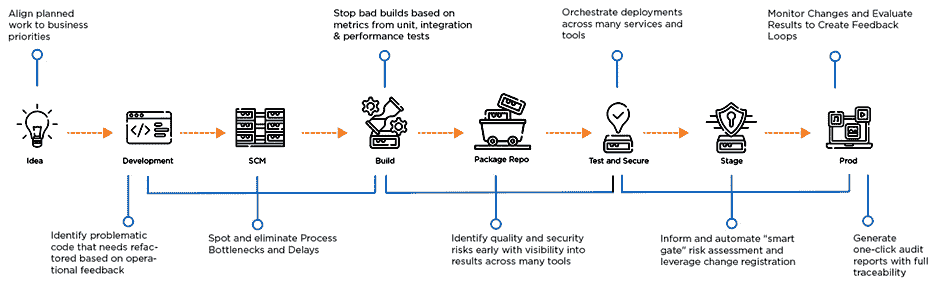 Align planned
work to business
priorities
Stop bad builds based on
metrics from unit, integration
& performance tests
Orchestrate deployments
across many services and
tools
Monitor Changes and Evaluate
Results to Create Feedback
Loops
Idea
Development
SCM
Build
Package Repo
Test and Secure
Stage
Prod
Identify problematic
code that needs refac-
tored based on oper-
ational feedback
Spot and eliminate Process
Bottlenecks and Delays
Identify quality and security
risks early with visibility into
results across many tools
Inform and automate "smart
gate" risk assessment and
leverage change registration
Generate
one-click audit
reports with full
traceability